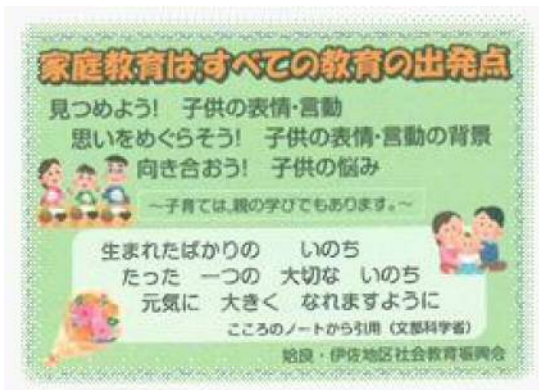 家庭教育は、すべての教育の出発点
見つめよう! 子供の表情・言動
思いをめぐらそう! 子供の表情・言動の背景
向き合おう! 子供の悩み
～子育ては、親の学びでもあります。～
生まれたばかりの いのち
たった 一つの 大切な いのち
元気に 大きく なれますように
こころのノートから引用（文部科学省）
姶良・伊佐地区社会教育振興会